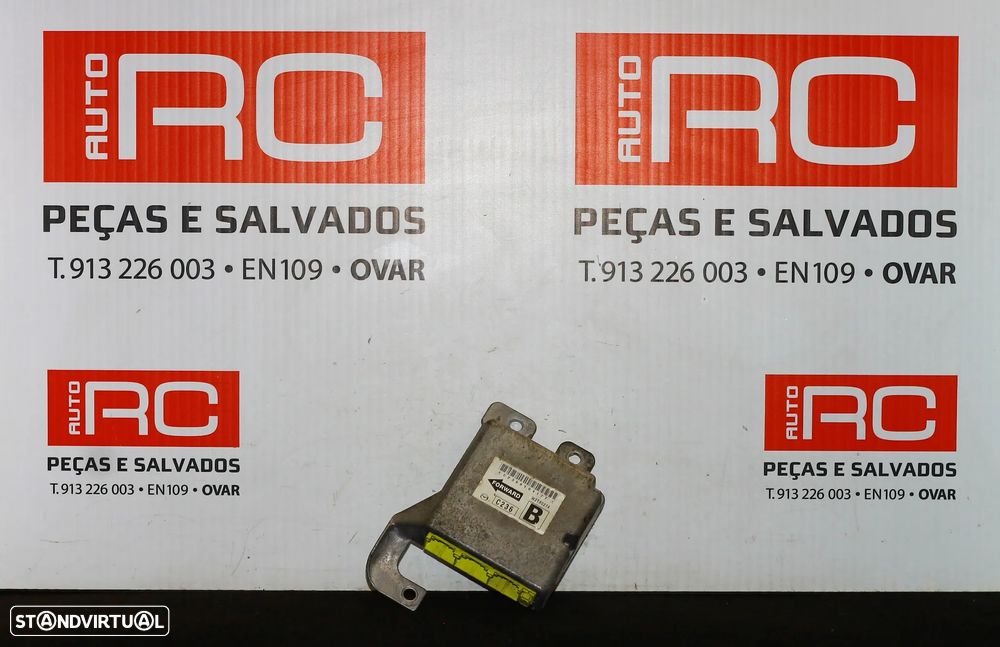 AUTO RC
PEÇAS E SALVADOS
T. 913 226 003 • EN109 • OVAR
AUTO RC
PEÇAS E SALVADOS
T. 913 226 003 • EN109 • OVAR
AUTO RC
PEÇAS E SALVADOS
T. 913 226 003 • EN109 • OVAR
AUTO RC
PEÇAS E SALVADOS
T. 913 226 003 • EN109 • OVAR
FORWARD
C236
B
STANDVIRTUAL